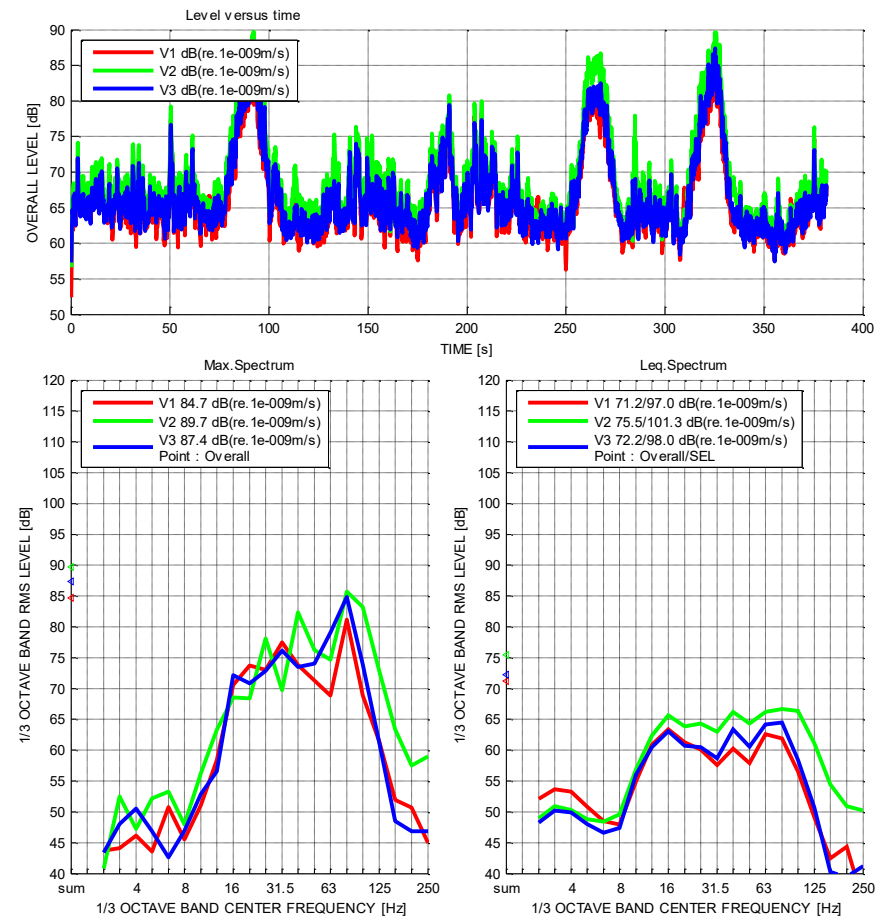 Level versus time
90
85
80
75
70
65
60
55
50
OVERALL LEVEL [dB]
V1 dB(re.1e-009m/s)
V2 dB(re.1e-009m/s)
V3 dB(re.1e-009m/s)
0 50 100 150 200 250 300 350 400
TIME [s]
Max.Spectrum
120
115
110
105
100
95
90
85
80
75
70
65
60
55
50
45
40
1/3 OCTAVE BAND RMS LEVEL [dB]
V1 84.7 dB(re.1e-009m/s)
V2 89.7 dB(re.1e-009m/s)
V3 87.4 dB(re.1e-009m/s)
Point : Overall
sum 4 8 16 31.5 63 125 250
1/3 OCTAVE BAND CENTER FREQUENCY [Hz]
Leq.Spectrum
120
115
110
105
100
95
90
85
80
75
70
65
60
55
50
45
40
1/3 OCTAVE BAND RMS LEVEL [dB]
V1 71.2/97.0 dB(re.1e-009m/s)
V2 75.5/101.3 dB(re.1e-009m/s)
V3 72.2/98.0 dB(re.1e-009m/s)
Point : Overall/SEL
sum 4 8 16 31.5 63 125 250
1/3 OCTAVE BAND CENTER FREQUENCY [Hz]